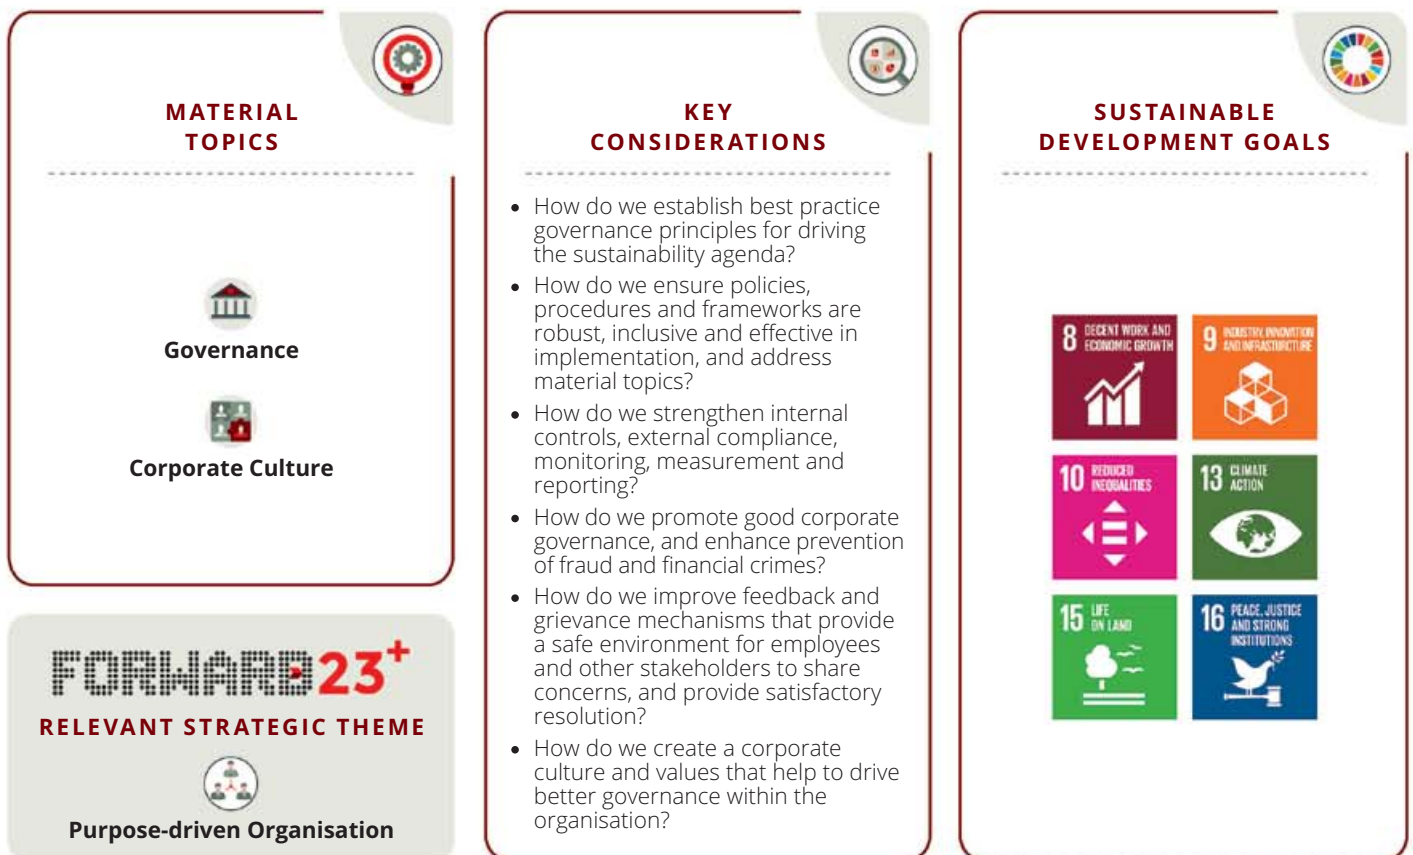 MATERIAL
TOPICS
Governance
Corporate Culture
FORWARD23+
RELEVANT STRATEGIC THEME
Purpose-driven Organisation
KEY
CONSIDERATIONS
• How do we establish best practice
governance principles for driving
the sustainability agenda?
• How do we ensure policies,
procedures and frameworks are
robust, inclusive and effective in
implementation, and address
material topics?
• How do we strengthen internal
controls, external compliance,
monitoring, measurement and
reporting?
• How do we promote good corporate
governance, and enhance prevention
of fraud and financial crimes?
• How do we improve feedback and
grievance mechanisms that provide
a safe environment for employees
and other stakeholders to share
concerns, and provide satisfactory
resolution?
• How do we create a corporate
culture and values that help to drive
better governance within the
organisation?
SUSTAINABLE
DEVELOPMENT GOALS
8 DECENT WORK AND
ECONOMIC GROWTH
9 INDUSTRY, INNOVATION
AND INFRASTURCTURE
10 REDUCED
INEQUALITIES
13 CLIMATE
ACTION
15 LIFE
ON LAND
16 PEACE, JUSTICE
AND STRONG
INSTITUTIONS